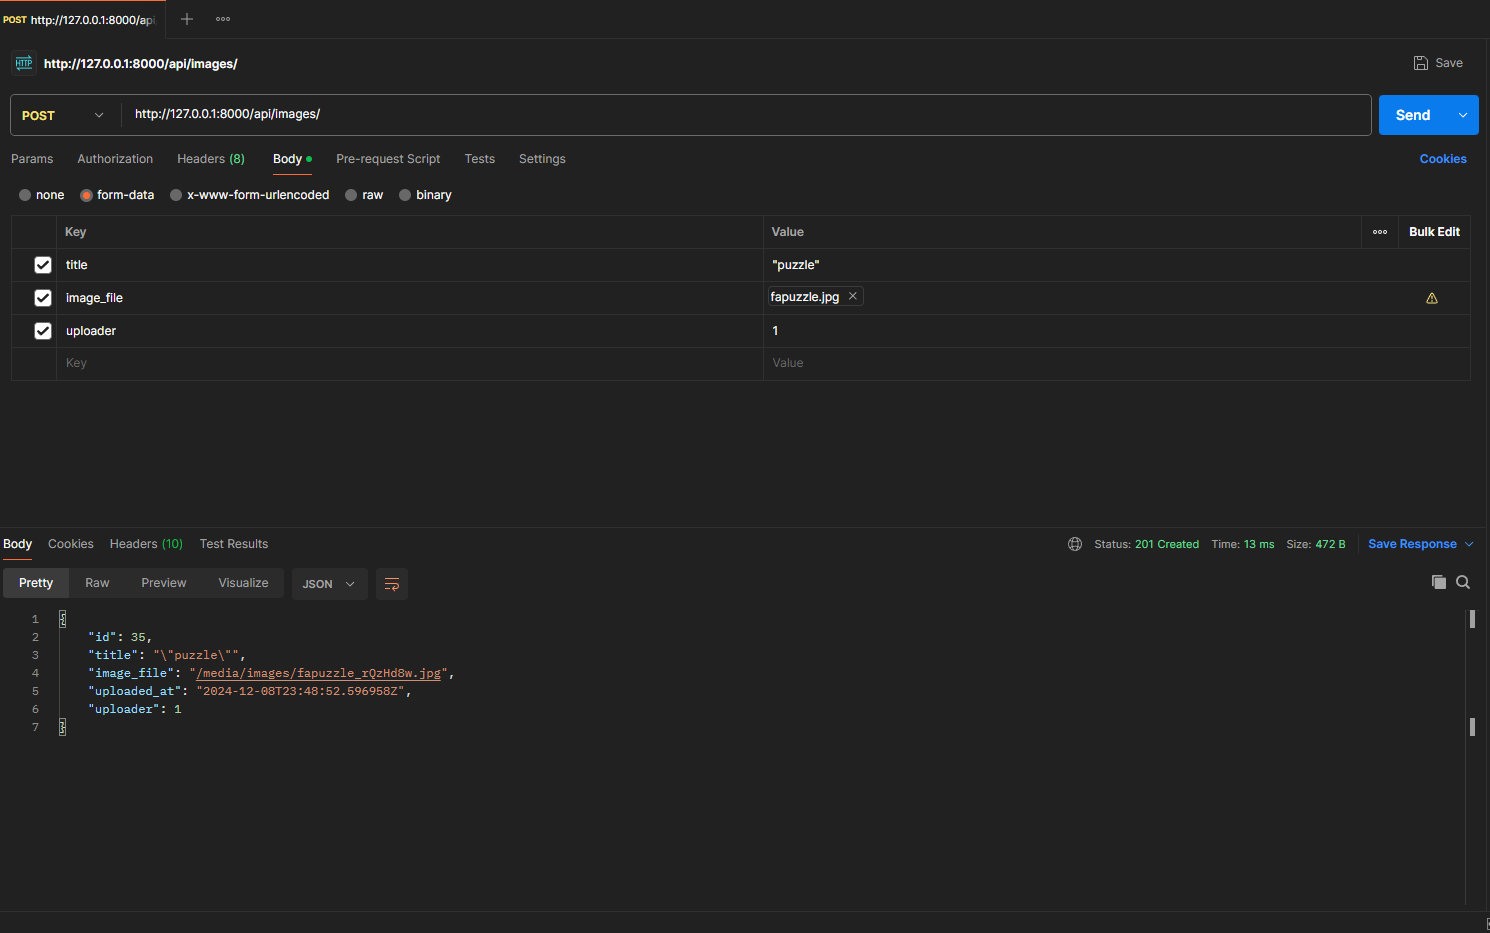 POST http://127.0.0.1:8000/api
http://127.0.0.1:8000/api/images/
Save
POST http://127.0.0.1:8000/api/images/
Send
Params Authorization Headers (8) Body Pre-request Script Tests Settings
Cookies
none form-data x-www-form-urlencoded raw binary
Key Value Bulk Edit
title "puzzle"
image_file fapuzzle.jpg
uploader 1
Key Value
Body Cookies Headers (10) Test Results
Status: 201 Created Time: 13 ms Size: 472 B Save Response
Pretty Raw Preview Visualize JSON
1 {
2 "id": 35,
3 "title": "\"puzzle\"",
4 "image_file": "/media/images/fapuzzle_rQzHd8w.jpg",
5 "uploaded_at": "2024-12-08T23:48:52.596958Z",
6 "uploader": 1
7 }